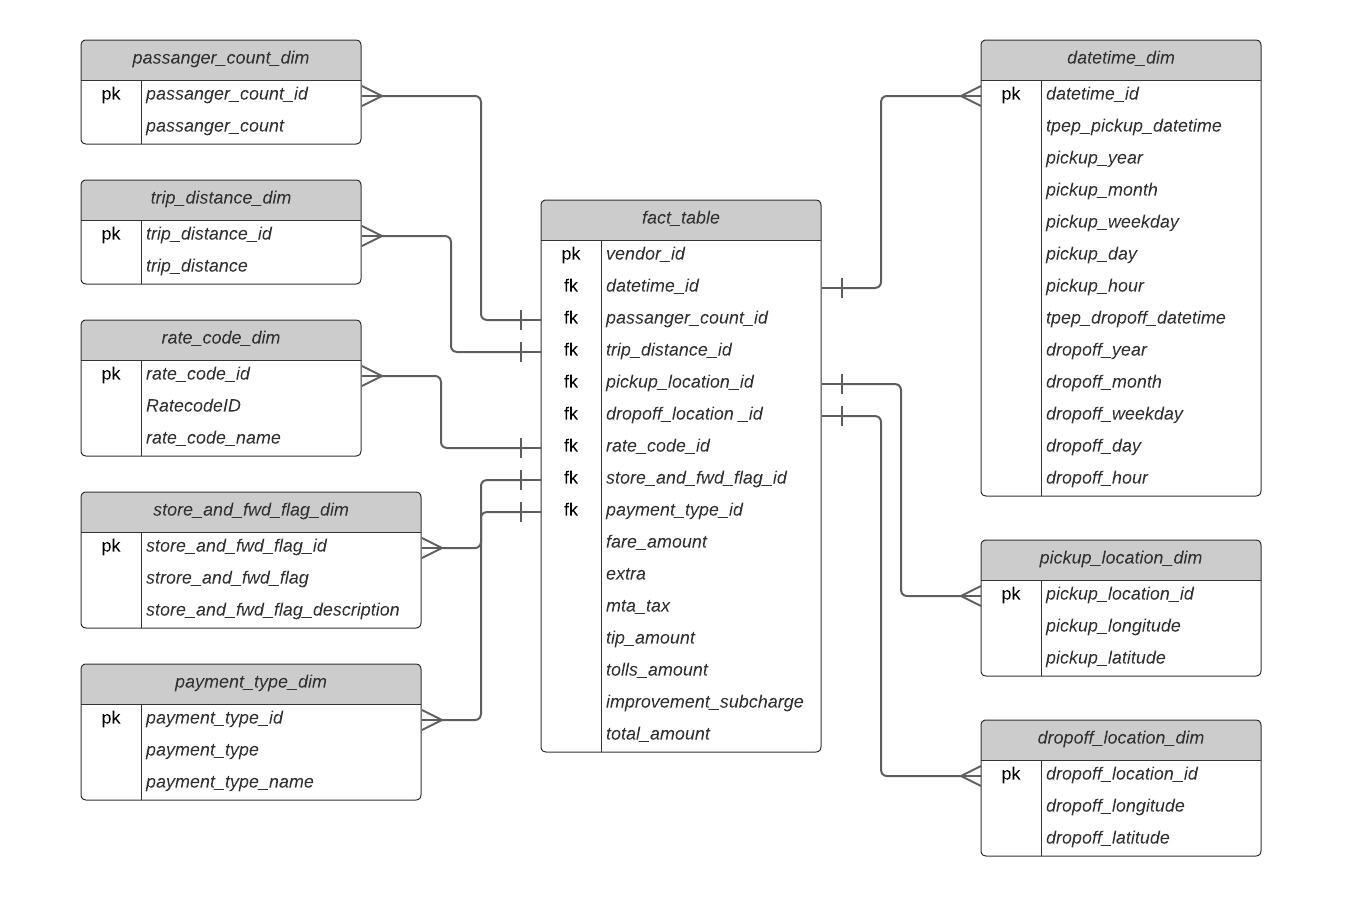 passanger_count_dim
pk passanger_count_id
passanger_count
trip_distance_dim
pk trip_distance_id
trip_distance
rate_code_dim
pk rate_code_id
RatecodeID
rate_code_name
store_and_fwd_flag_dim
pk store_and_fwd_flag_id
strore_and_fwd_flag
store_and_fwd_flag_description
payment_type_dim
pk payment_type_id
payment_type
payment_type_name
fact_table
pk vendor_id
fk datetime_id
fk passanger_count_id
fk trip_distance_id
fk pickup_location_id
fk dropoff_location _id
fk rate_code_id
fk store_and_fwd_flag_id
fk payment_type_id
fare_amount
extra
mta_tax
tip_amount
tolls_amount
improvement_subcharge
total_amount
datetime_dim
pk datetime_id
tpep_pickup_datetime
pickup_year
pickup_month
pickup_weekday
pickup_day
pickup_hour
tpep_dropoff_datetime
dropoff_year
dropoff_month
dropoff_weekday
dropoff_day
dropoff_hour
pickup_location_dim
pk pickup_location_id
pickup_longitude
pickup_latitude
dropoff_location_dim
pk dropoff_location_id
dropoff_longitude
dropoff_latitude